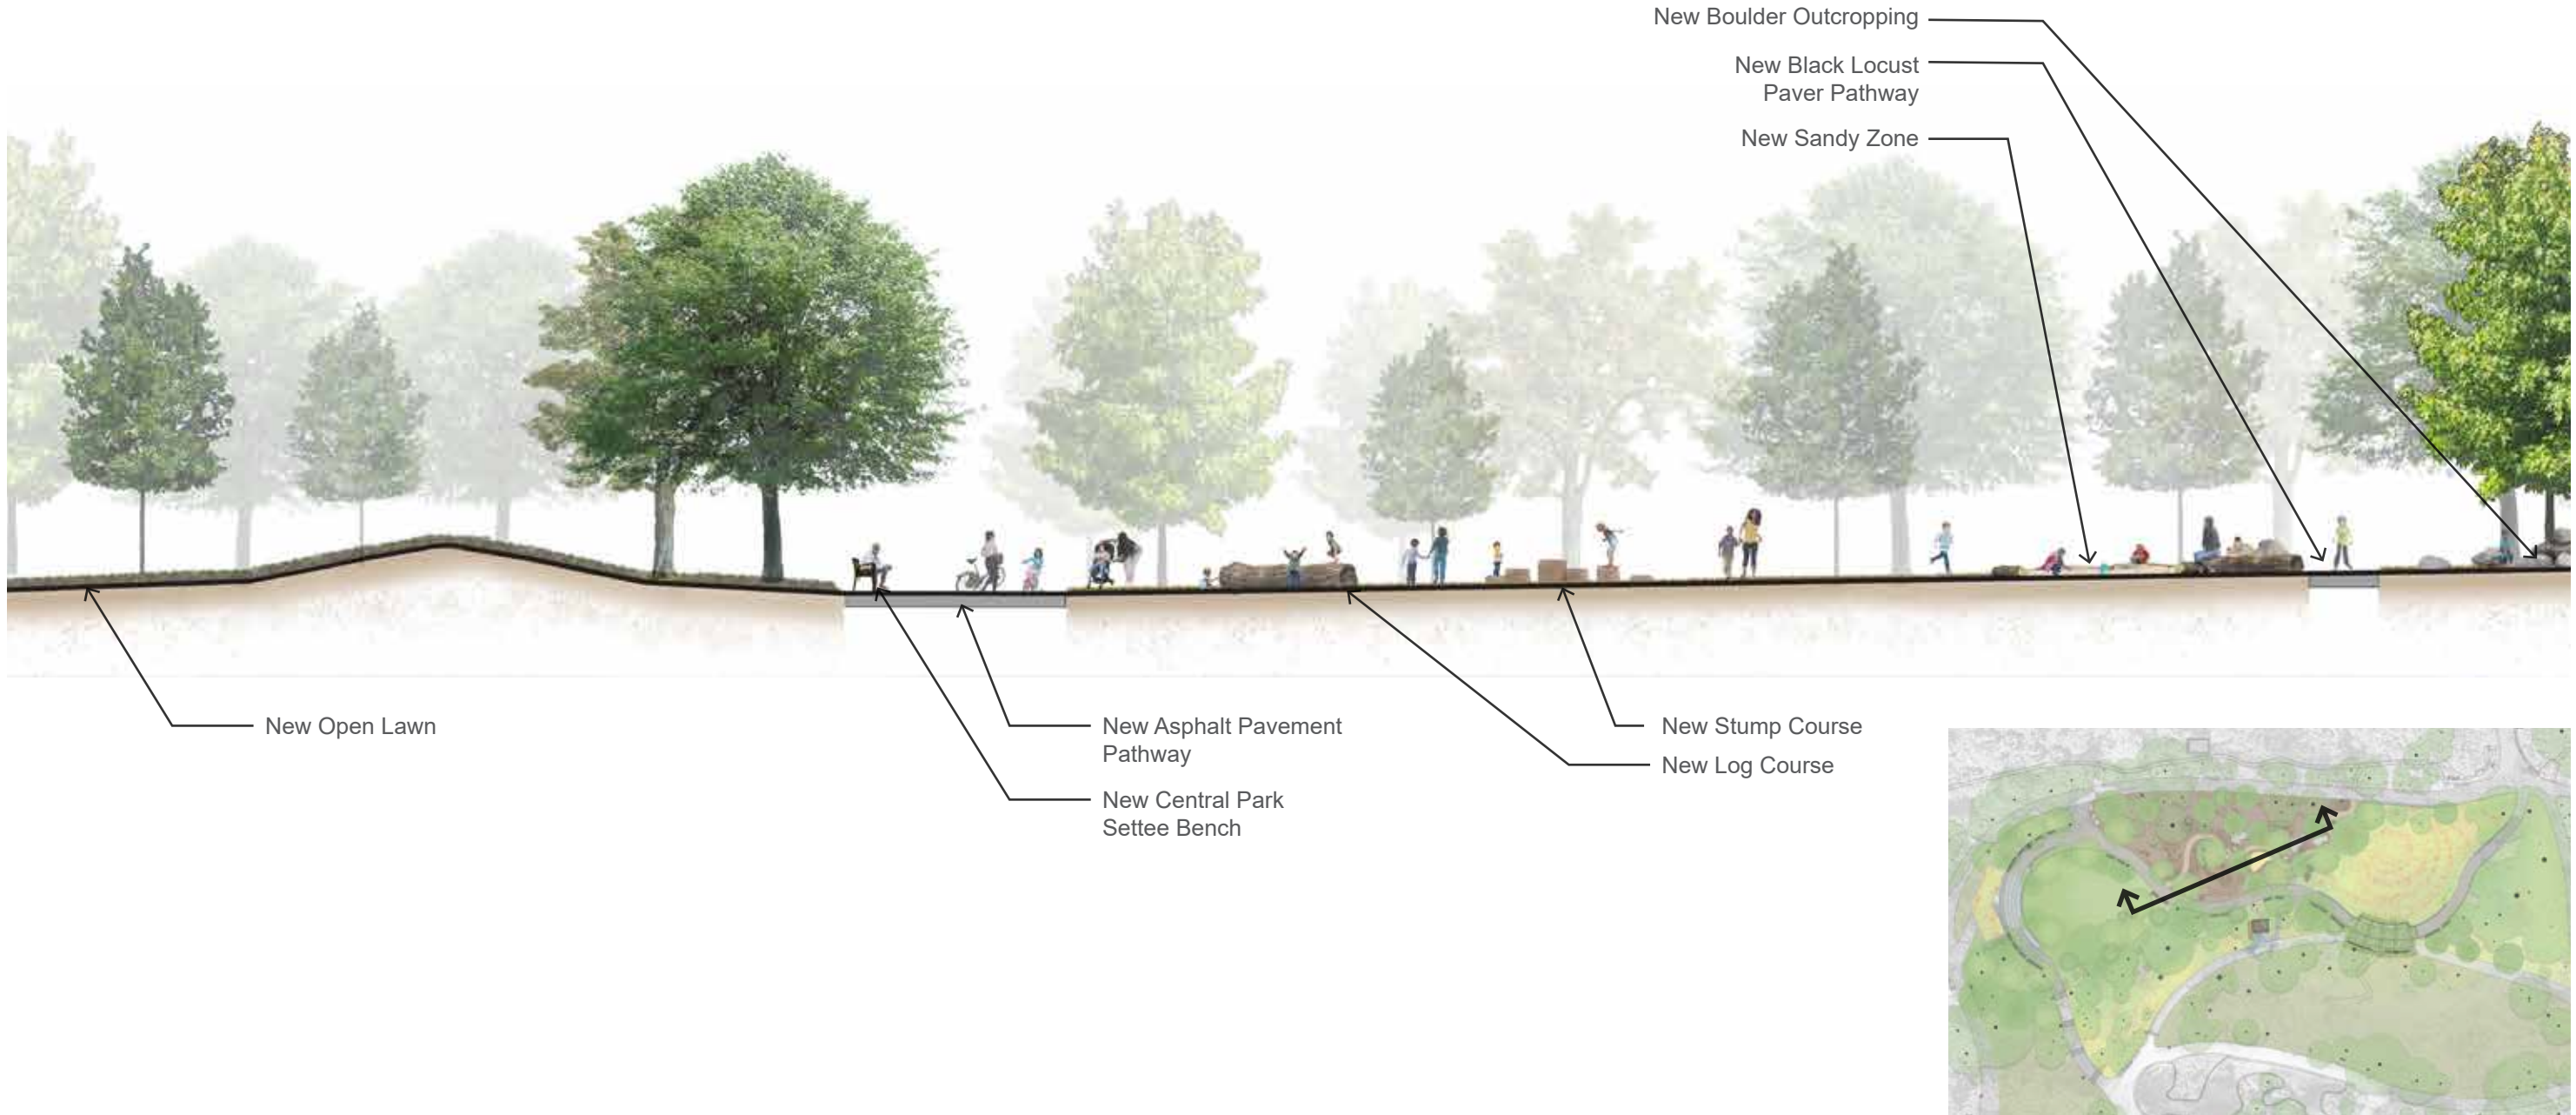 New Boulder Outcropping
New Black Locust
Paver Pathway
New Sandy Zone
New Open Lawn
New Asphalt Pavement
Pathway
New Central Park
Settee Bench
New Stump Course
New Log Course